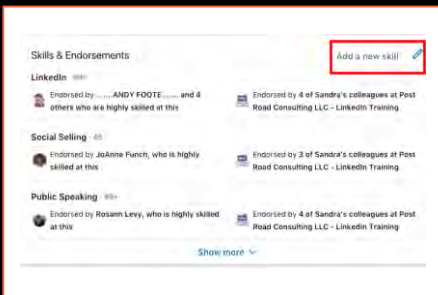 Skills & Endorsements
Add a new skill
LinkedIn 99+
Endorsed by .......ANDY FOOTE....... and 4
others who are highly skilled at this
Endorsed by 4 of Sandra's colleagues at Post
Road Consulting LLC - LinkedIn Training
Social Selling
Endorsed by JoAnne Funch, who is highly
skilled at this
Endorsed by 3 of Sandra's colleagues at Post
Road Consulting LLC - LinkedIn Training
Public Speaking 99+
Endorsed by Rosann Levy, who is highly skilled
at this
Endorsed by 4 of Sandra's colleagues at Post
Road Consulting LLC - LinkedIn Training
Show more